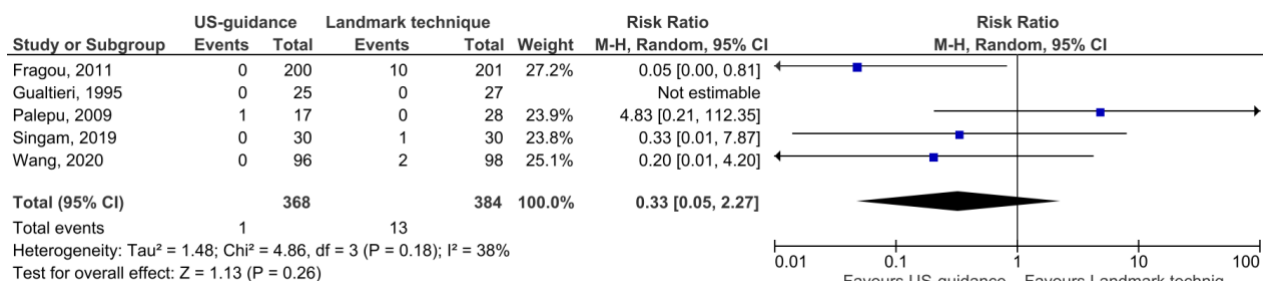 US-guidance Landmark technique Risk Ratio Risk Ratio
Study or Subgroup Events Total Events Total Weight M-H, Random, 95% CI M-H, Random, 95% CI
Fragou, 2011 0 200 10 201 27.2% 0.05 [0.00, 0.81]
Gualtieri, 1995 0 25 0 27 Not estimable
Palepu, 2009 1 17 0 28 23.9% 4.83 [0.21, 112.35]
Singam, 2019 0 30 1 30 23.8% 0.33 [0.01, 7.87]
Wang, 2020 0 96 2 98 25.1% 0.20 [0.01, 4.20]
Total (95% CI) 368 384 100.0% 0.33 [0.05, 2.27]
Total events 1 13
Heterogeneity: Tau² = 1.48; Chi² = 4.86, df = 3 (P = 0.18); I² = 38%
Test for overall effect: Z = 1.13 (P = 0.26)
0.01 0.1 1 10 100
Favours US-guidance Favours Landmark techniq